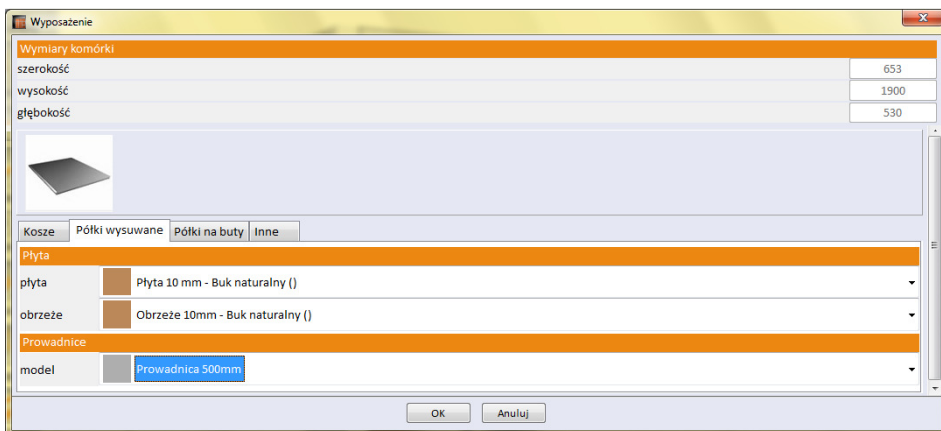 Wyposażenie
Wymiary komórki
szerokość 653
wysokość 1900
głębokość 530
Kosze Półki wysuwane Półki na buty Inne
Płyta
płyta Płyta 10 mm - Buk naturalny ()
obrzeże Obrzeże 10mm - Buk naturalny ()
Prowadnice
model Prowadnica 500mm
OK Anuluj